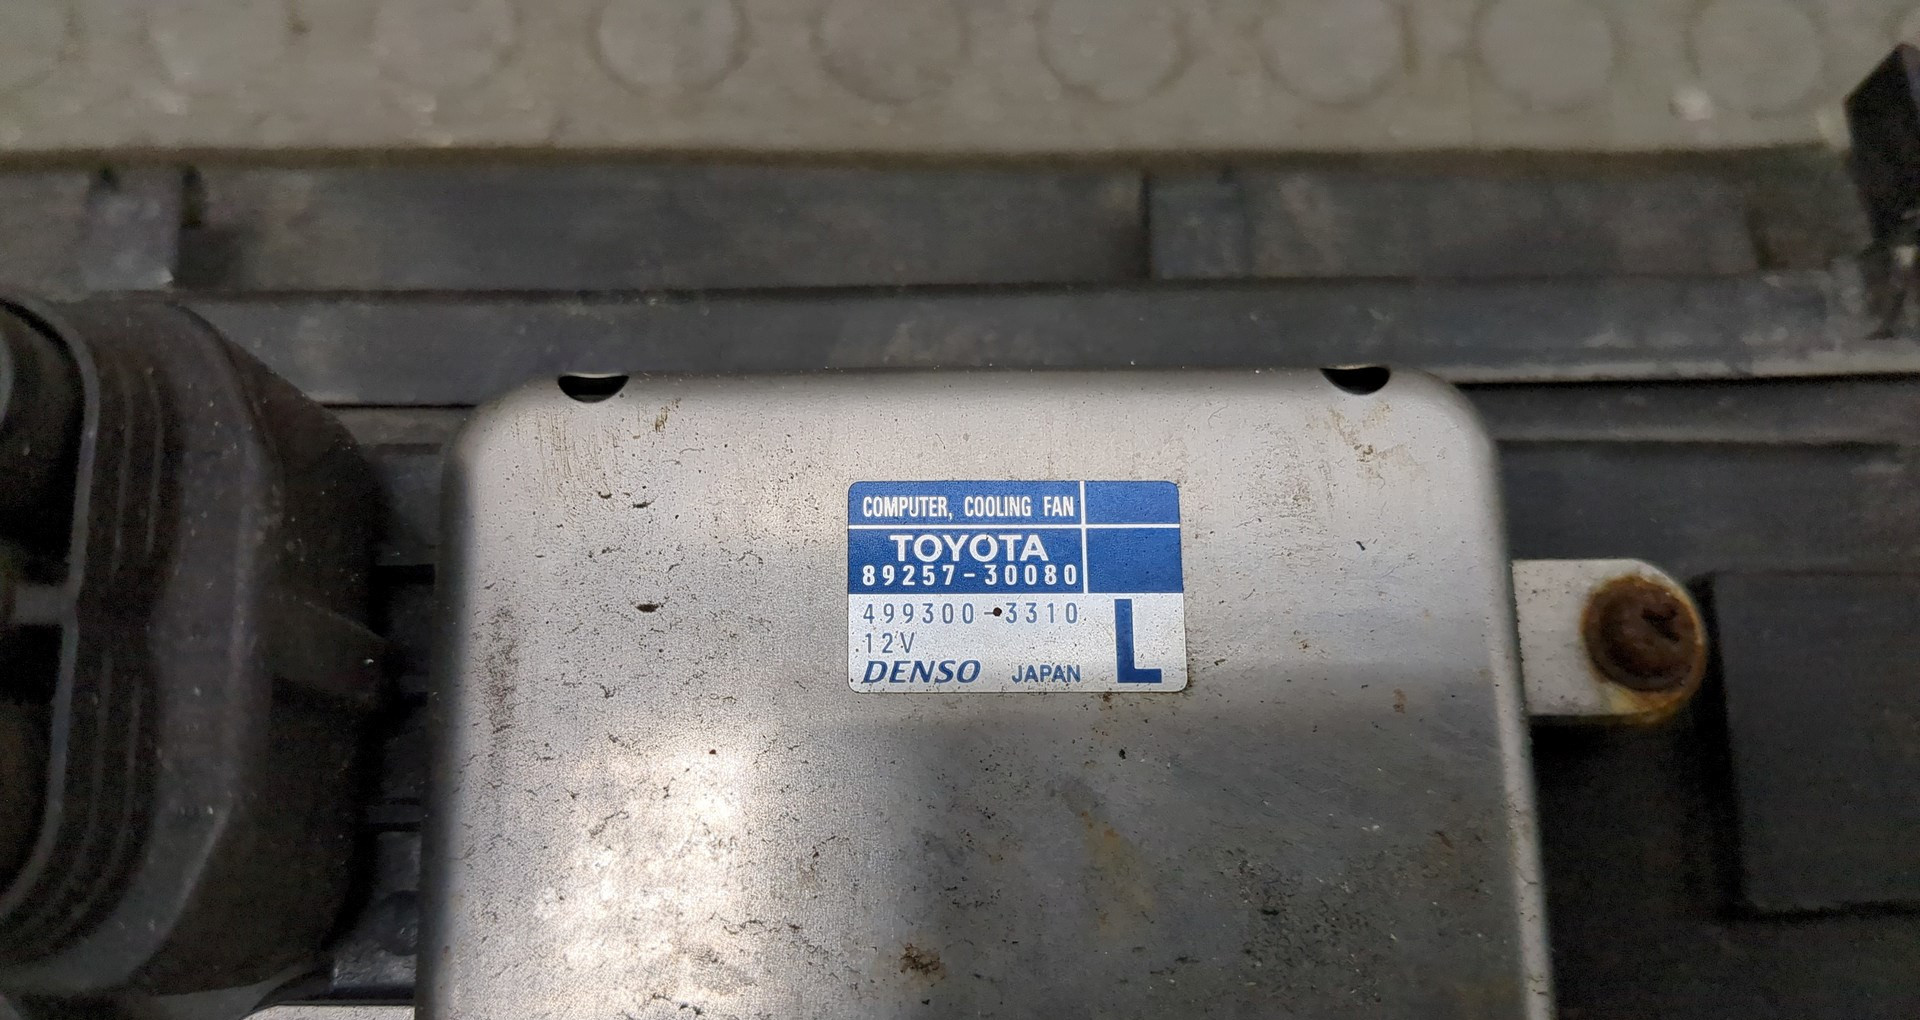 COMPUTER, COOLING FAN
TOYOTA
89257-30080
499300-3310
12V
L
DENSO JAPAN